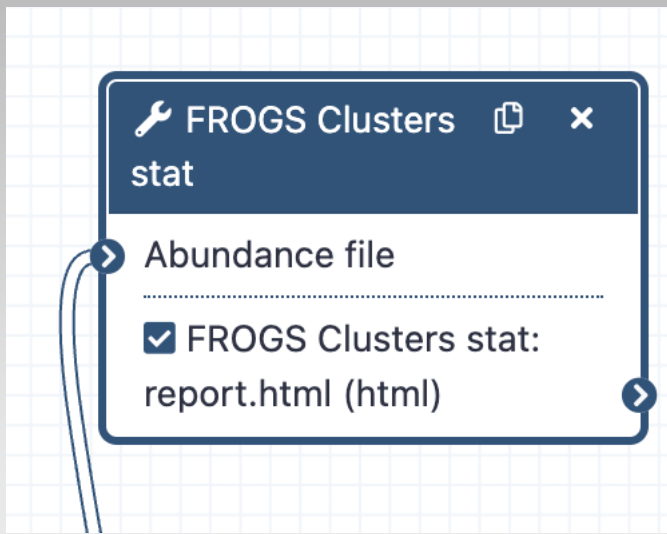 FROGS Clusters
stat
Abundance file
FROGS Clusters stat:
report.html (html)